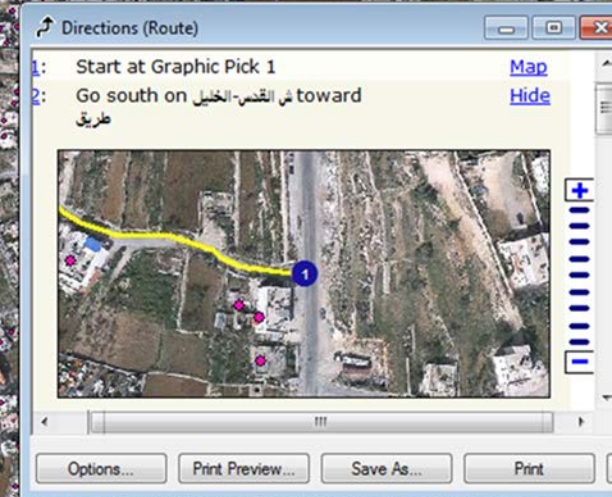 Directions (Route)
1: Start at Graphic Pick 1 Map
2: Go south on ش القدس-الخليل toward Hide
طريق
1
Options... Print Preview... Save As... Print